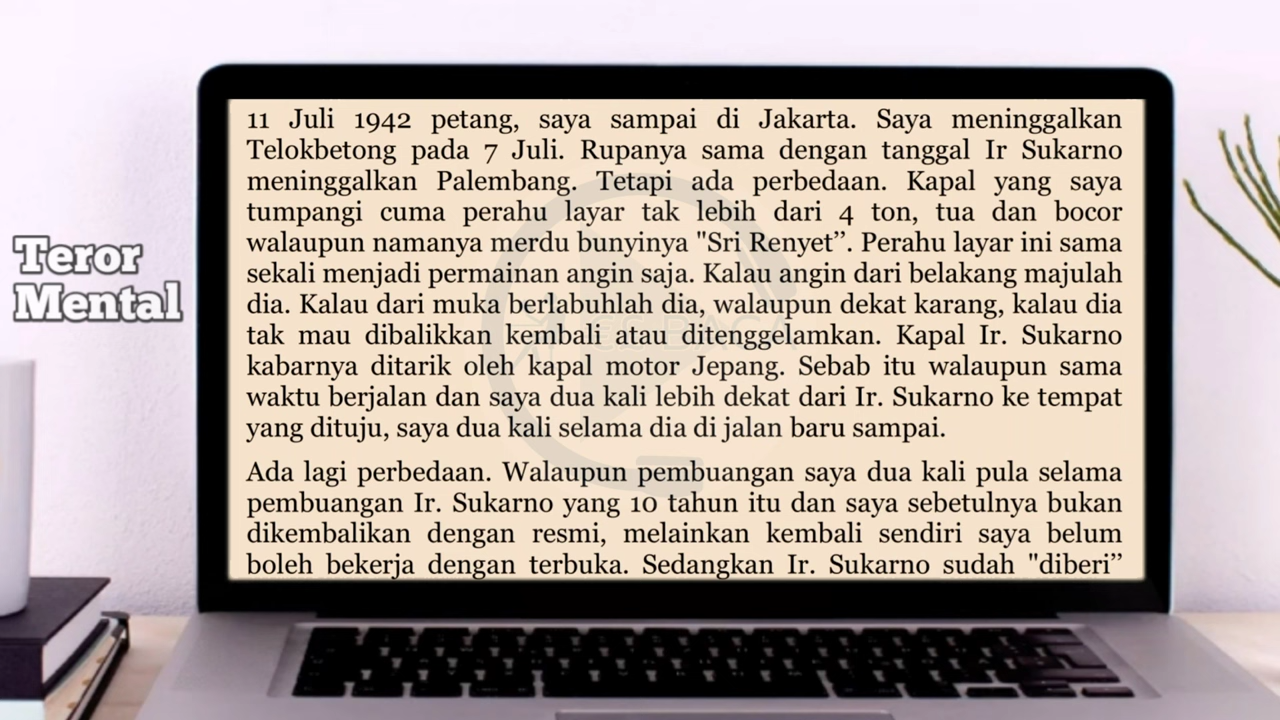 Teror
Mental
11 Juli 1942 petang, saya sampai di Jakarta. Saya meninggalkan
Telokbetong pada 7 Juli. Rupanya sama dengan tanggal Ir Sukarno
meninggalkan Palembang. Tetapi ada perbedaan. Kapal yang saya
tumpangi cuma perahu layar tak lebih dari 4 ton, tua dan bocor
walaupun namanya merdu bunyinya "Sri Renyet”. Perahu layar ini sama
sekali menjadi permainan angin saja. Kalau angin dari belakang majulah
dia. Kalau dari muka berlabuhlah dia, walaupun dekat karang, kalau dia
tak mau dibalikkan kembali atau ditenggelamkan. Kapal Ir. Sukarno
kabarnya ditarik oleh kapal motor Jepang. Sebab itu walaupun sama
waktu berjalan dan saya dua kali lebih dekat dari Ir. Sukarno ke tempat
yang dituju, saya dua kali selama dia di jalan baru sampai.
Ada lagi perbedaan. Walaupun pembuangan saya dua kali pula selama
pembuangan Ir. Sukarno yang 10 tahun itu dan saya sebetulnya bukan
dikembalikan dengan resmi, melainkan kembali sendiri saya belum
boleh bekerja dengan terbuka. Sedangkan Ir. Sukarno sudah "diberi”